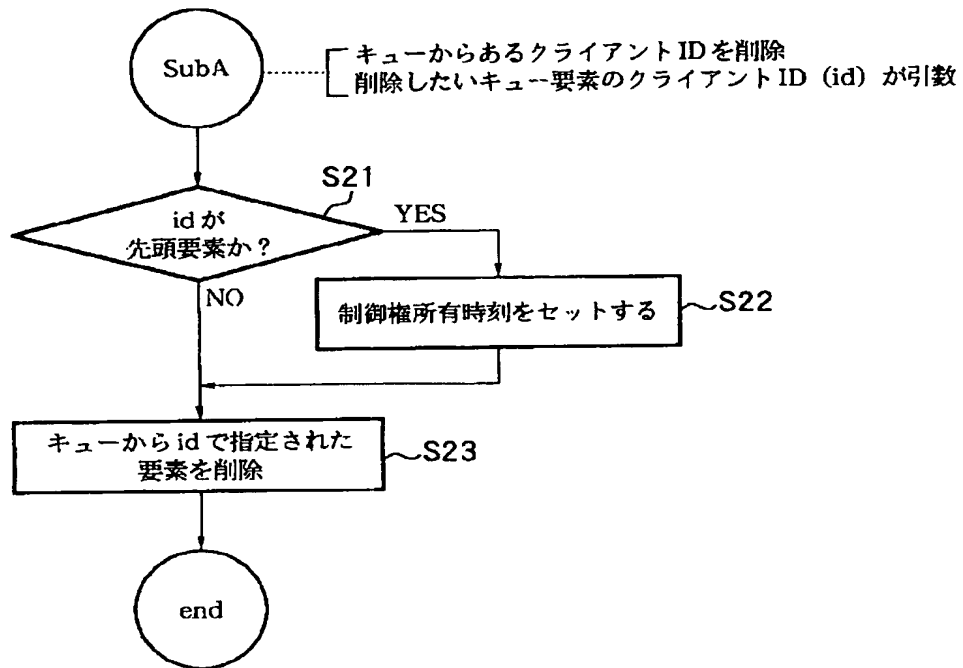 SubA
キューからあるクライアントIDを削除
削除したいキュー要素のクライアントID (id) が引数
S21
idが
先頭要素か?
YES
NO
制御権所有時刻をセットする
S22
キューからidで指定された
要素を削除
S23
end